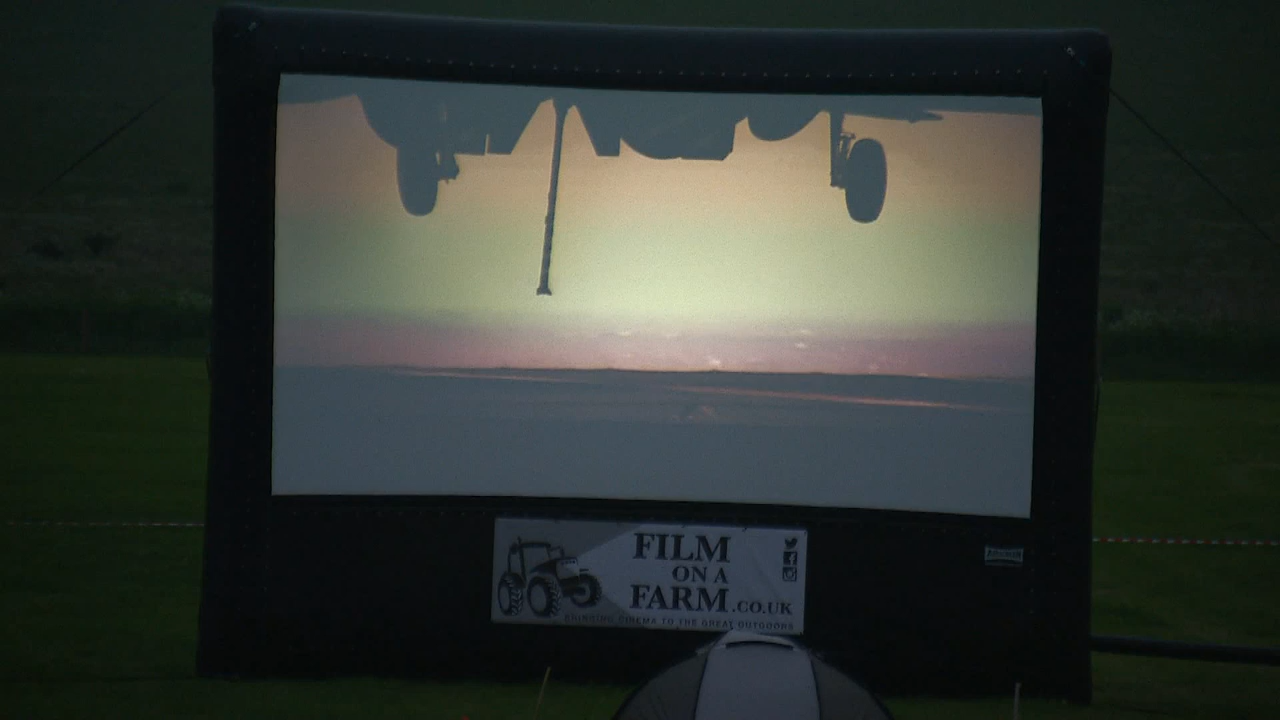 FILM
ON A
FARM.CO.UK
BRINGING CINEMA TO THE GREAT OUTDOORS